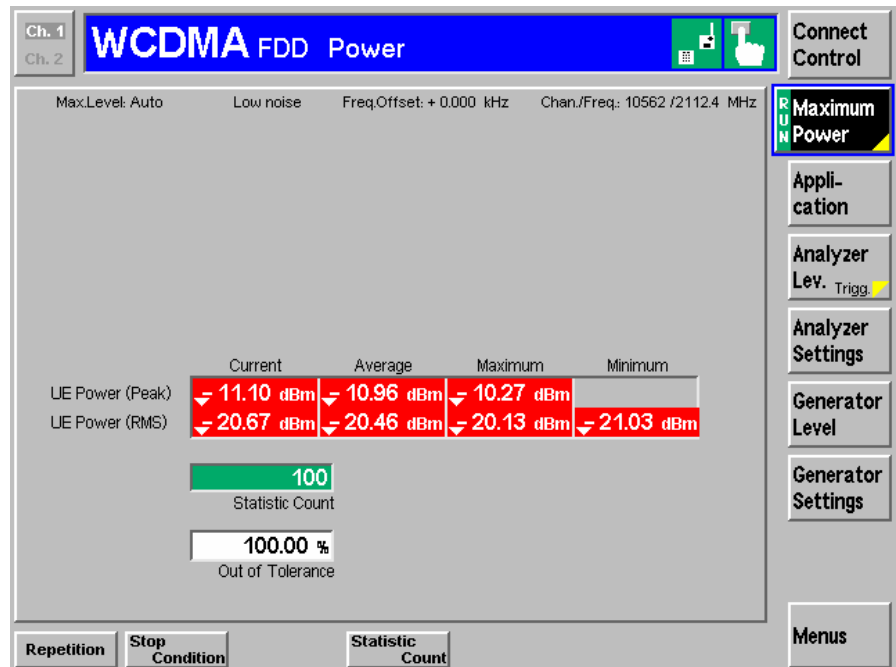 Ch. 1
Ch. 2
WCDMA FDD Power
Connect
Control
Max.Level: Auto Low noise Freq.Offset: + 0.000 kHz Chan./Freq.: 10562 /2112.4 MHz
RUN
Maximum
Power
Appli-
cation
Analyzer
Lev. Trigg.
Analyzer
Settings
Generator
Level
Generator
Settings
Menus
Current Average Maximum Minimum
UE Power (Peak) - 11.10 dBm - 10.96 dBm - 10.27 dBm
UE Power (RMS) - 20.67 dBm - 20.46 dBm - 20.13 dBm - 21.03 dBm
100
Statistic Count
100.00 %
Out of Tolerance
Repetition
Stop
Condition
Statistic
Count